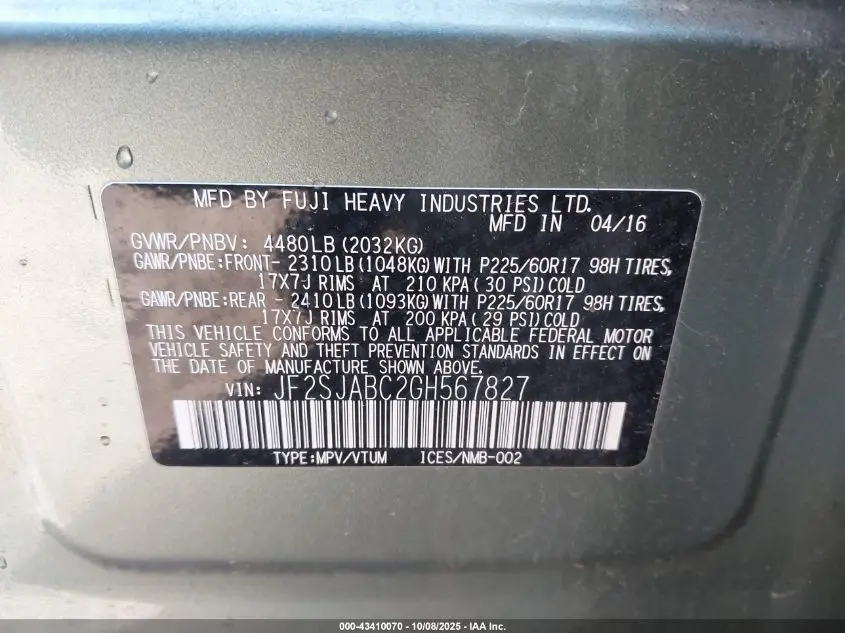 MFD BY FUJI HEAVY INDUSTRIES LTD.
MFD IN 04/16
GVWR/PNBV: 4480LB(2032KG)
GAWR/PNBE:FRONT- 2310LB(1048KG)WITH P225/60R17 98H TIRES,
17X7J RIMS AT 210 KPA(30 PSI)COLD
GAWR/PNBE:REAR - 2410LB(1093KG)WITH P225/60R17 98H TIRES,
17X7J RIMS AT 200 KPA(29 PSI)COLD
THIS VEHICLE CONFORMS TO ALL APPLICABLE FEDERAL MOTOR
VEHICLE SAFETY AND THEFT PREVENTION STANDARDS IN EFFECT ON
THE DATE OF MANUFACTURE SHOWN ABOVE.
VIN: JF2SJABC2GH567827
TYPE:MPV/VTUM ICES/NMB-002
000-43410070 - 10/08/2025 - IAA Inc.